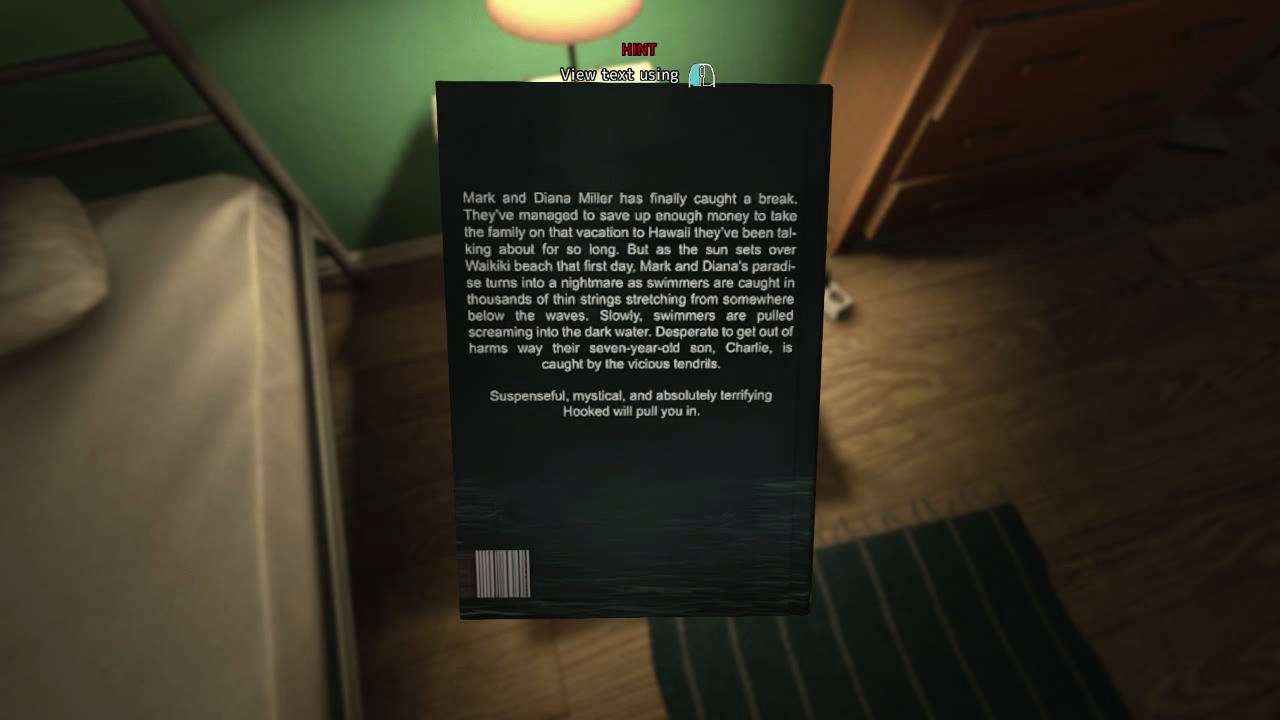 HINT
View text using
Mark and Diana Miller has finally caught a break.
They've managed to save up enough money to take
the family on that vacation to Hawaii they've been tal-
king about for so long. But as the sun sets over
Waikiki beach that first day, Mark and Diana's paradi-
se turns into a nightmare as swimmers are caught in
thousands of thin strings stretching from somewhere
below the waves. Slowly, swimmers are pulled
screaming into the dark water. Desperate to get out of
harms way their seven-year-old son, Charlie, is
caught by the vicious tendrils.
Suspenseful, mystical, and absolutely terrifying
Hooked will pull you in.